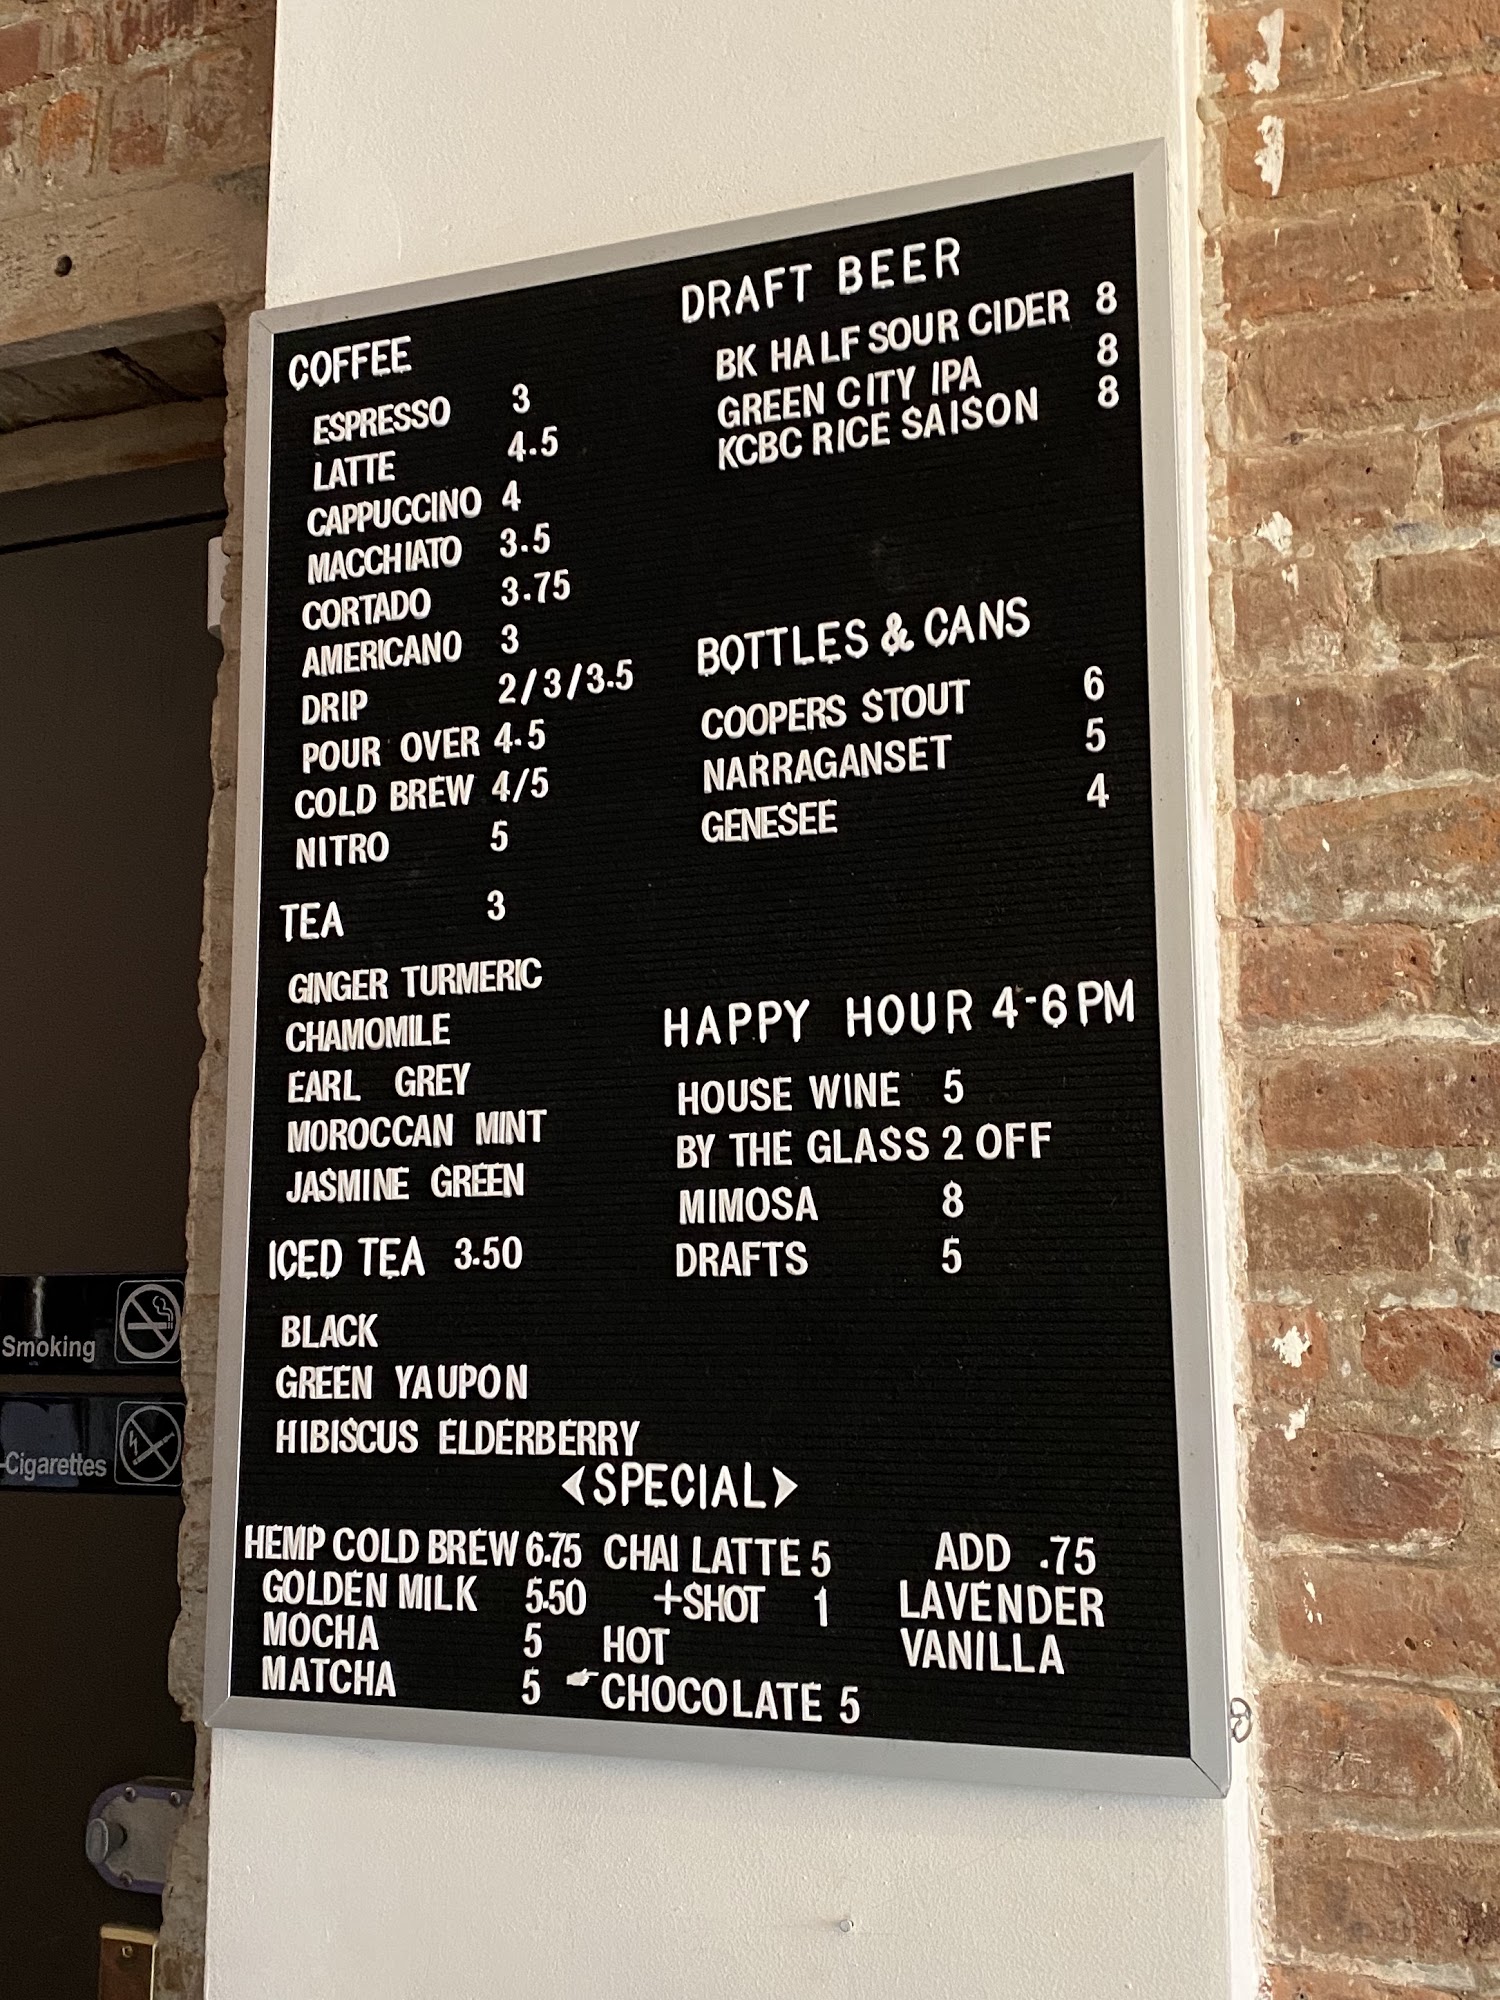 COFFEE
ESPRESSO 3
LATTE 4.5
CAPPUCCINO 4
MACCHIATO 3.5
CORTADO 3.75
AMERICANO 3
DRIP 2/3/3.5
POUR OVER 4.5
COLD BREW 4/5
NITRO 5
TEA 3
GINGER TURMERIC
CHAMOMILE
EARL GREY
MOROCCAN MINT
JASMINE GREEN
ICED TEA 3.50
BLACK
GREEN YAUPON
HIBISCUS ELDERBERRY
DRAFT BEER
BK HALF SOUR CIDER 8
GREEN CITY IPA 8
KCBC RICE SAISON 8
BOTTLES & CANS
COOPERS STOUT 6
NARRAGANSET 5
GENESEE 4
HAPPY HOUR 4-6 PM
HOUSE WINE 5
BY THE GLASS 2 OFF
MIMOSA 8
DRAFTS 5
<SPECIAL>
HEMP COLD BREW 6.75
GOLDEN MILK 5.50
MOCHA 5
MATCHA 5
CHAI LATTE 5
+SHOT 1
HOT
CHOCOLATE 5
ADD .75
LAVENDER
VANILLA
Smoking
-Cigarettes